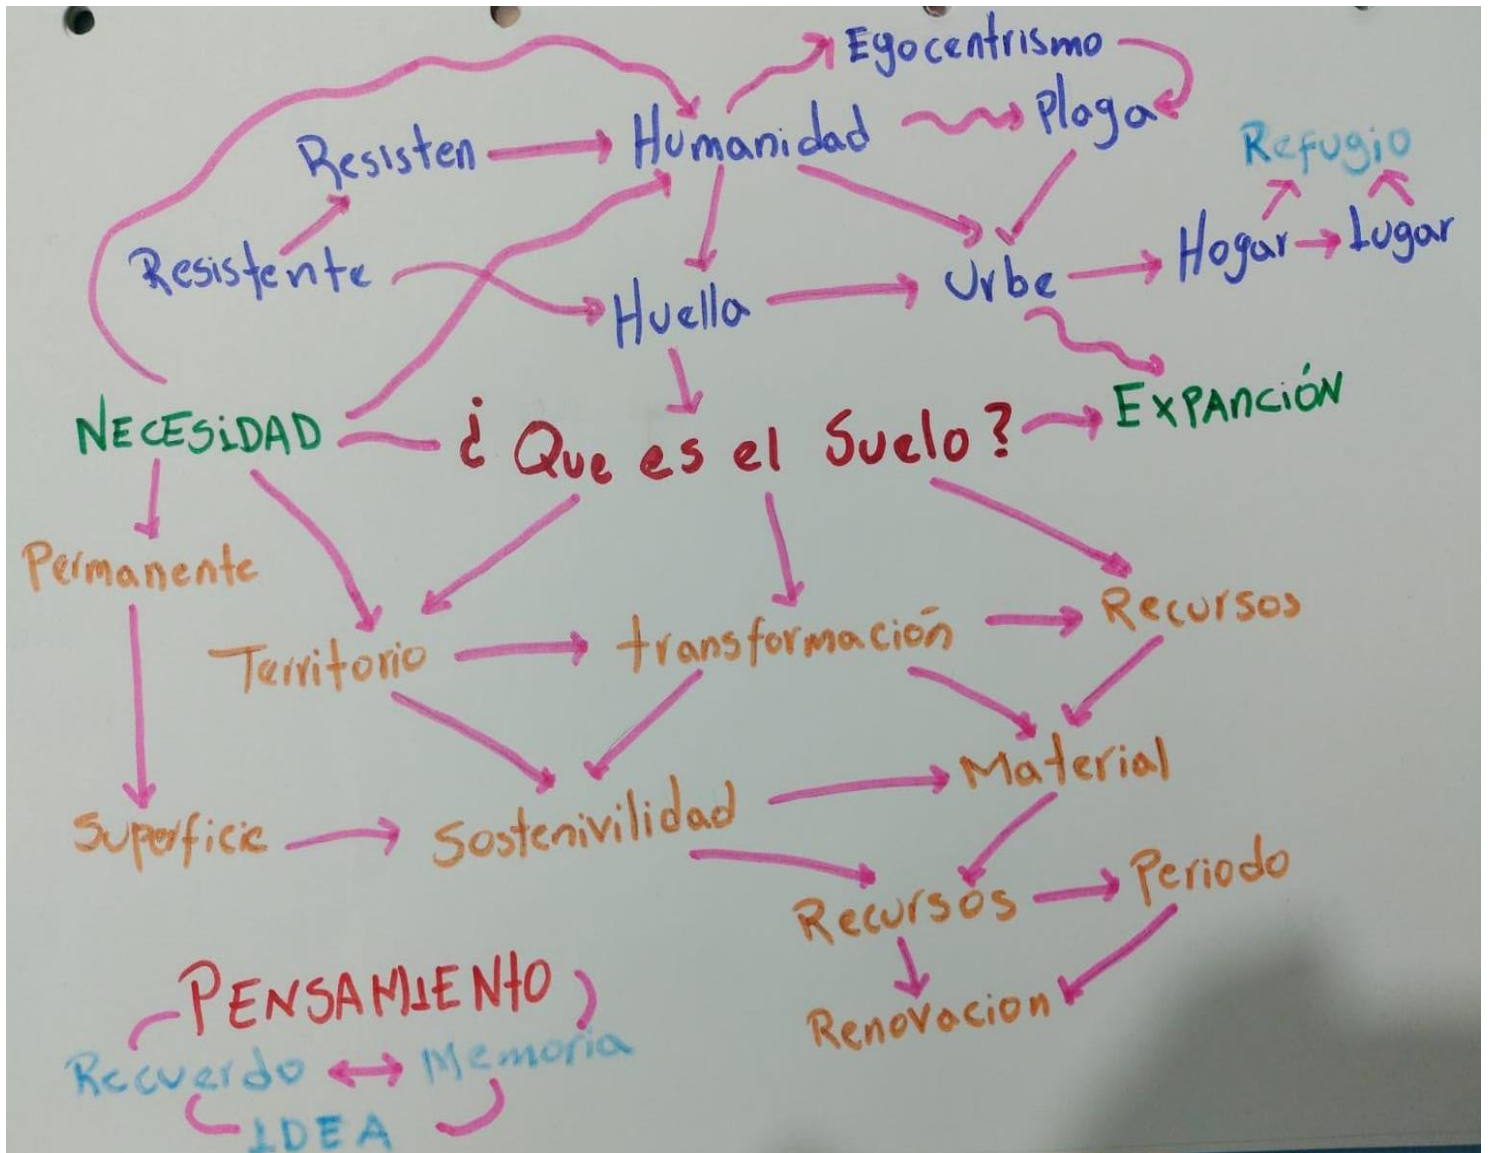 Egocentrismo
Resisten Humanidad Plaga
Refugio
Resistente Huella Urbe Hogar Lugar
NECESiDAD ¿Que es el Suelo? ExPAnCIÓN
Permanente
Territorio transformación Recursos
Superficie Sostenivilidad Material
Recursos Periodo
PENSAMIENtO
Renovacion
Recuerdo Memoria
IDEA